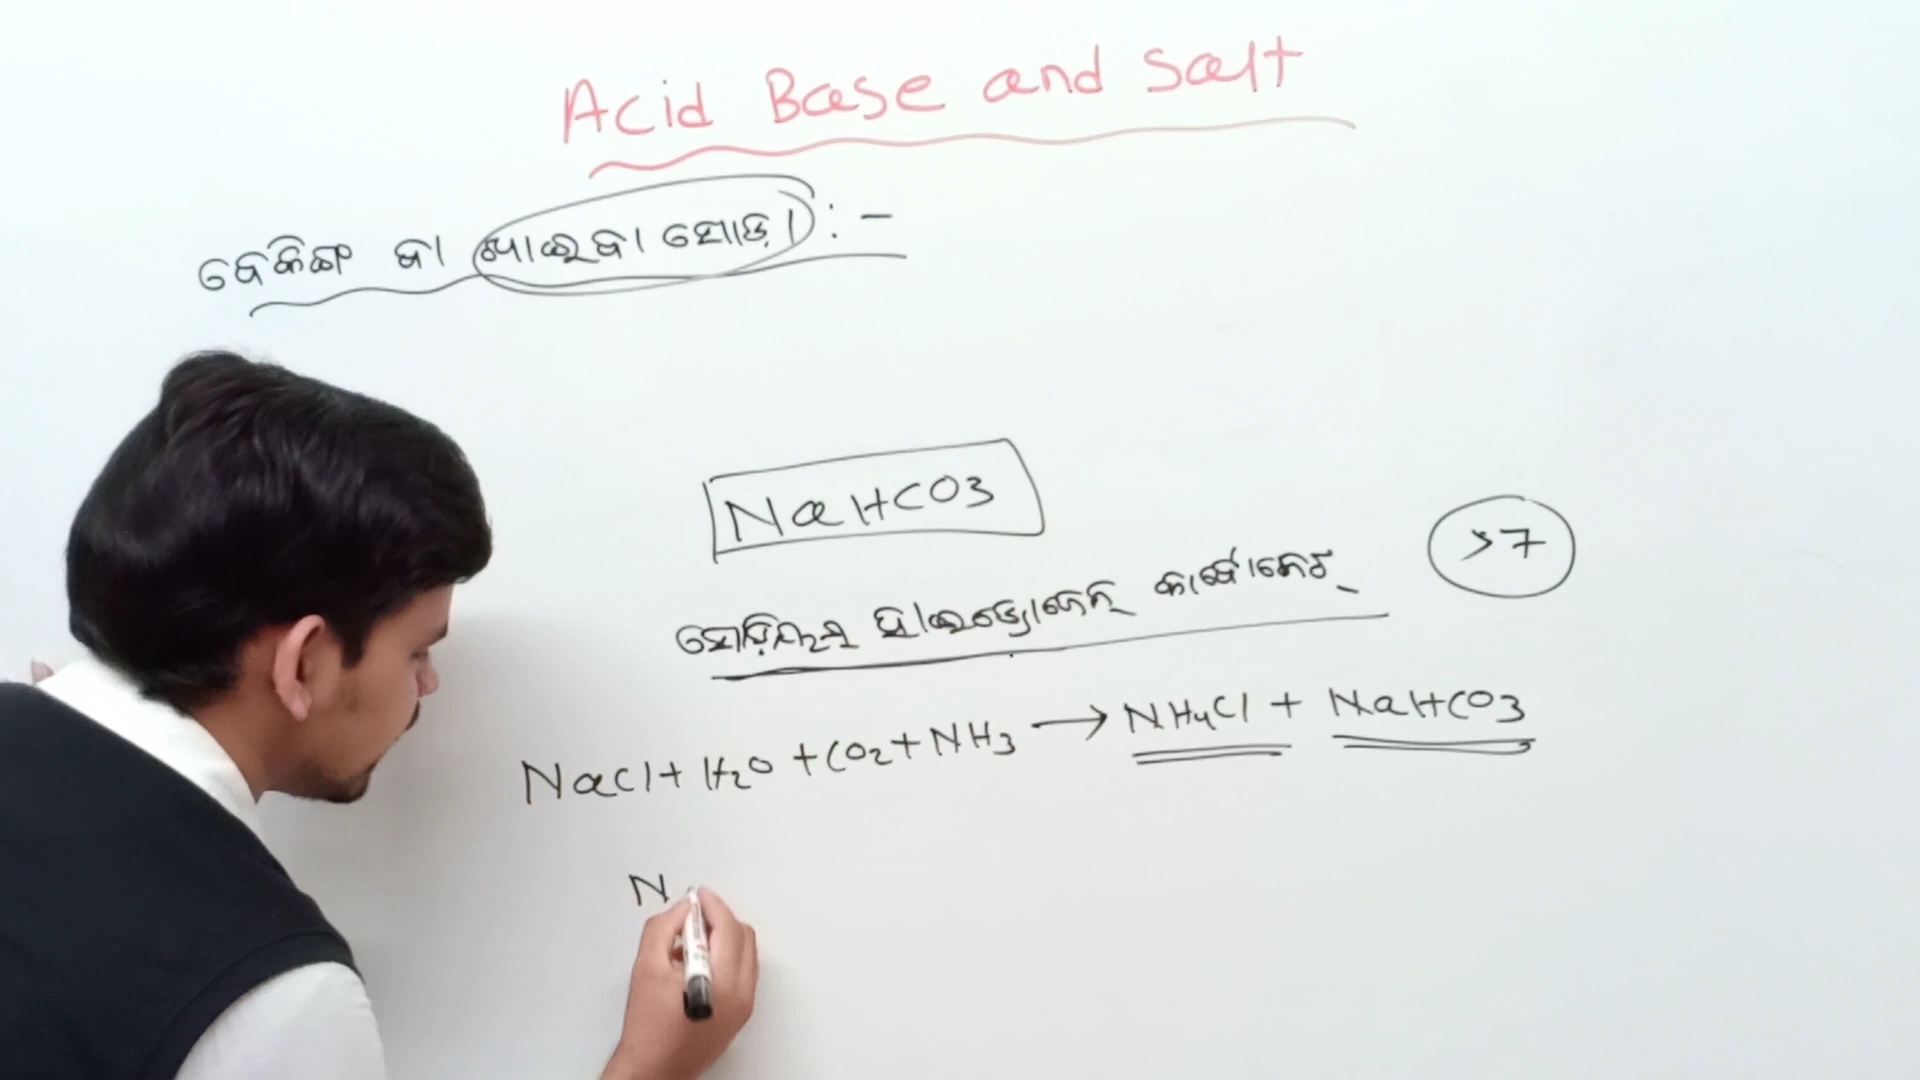 Acid Base and Salt
ବେକିଙ୍ଗ ବା ଖାଇବା ସୋଡ଼ା :-
NaHCO3
>7
ସୋଡ଼ିୟମ ହାଇଡ୍ରୋଜେନ୍ କାର୍ବୋନେଟ୍
NaCl + H2O + CO2 + NH3 → NH4Cl + NaHCO3
N